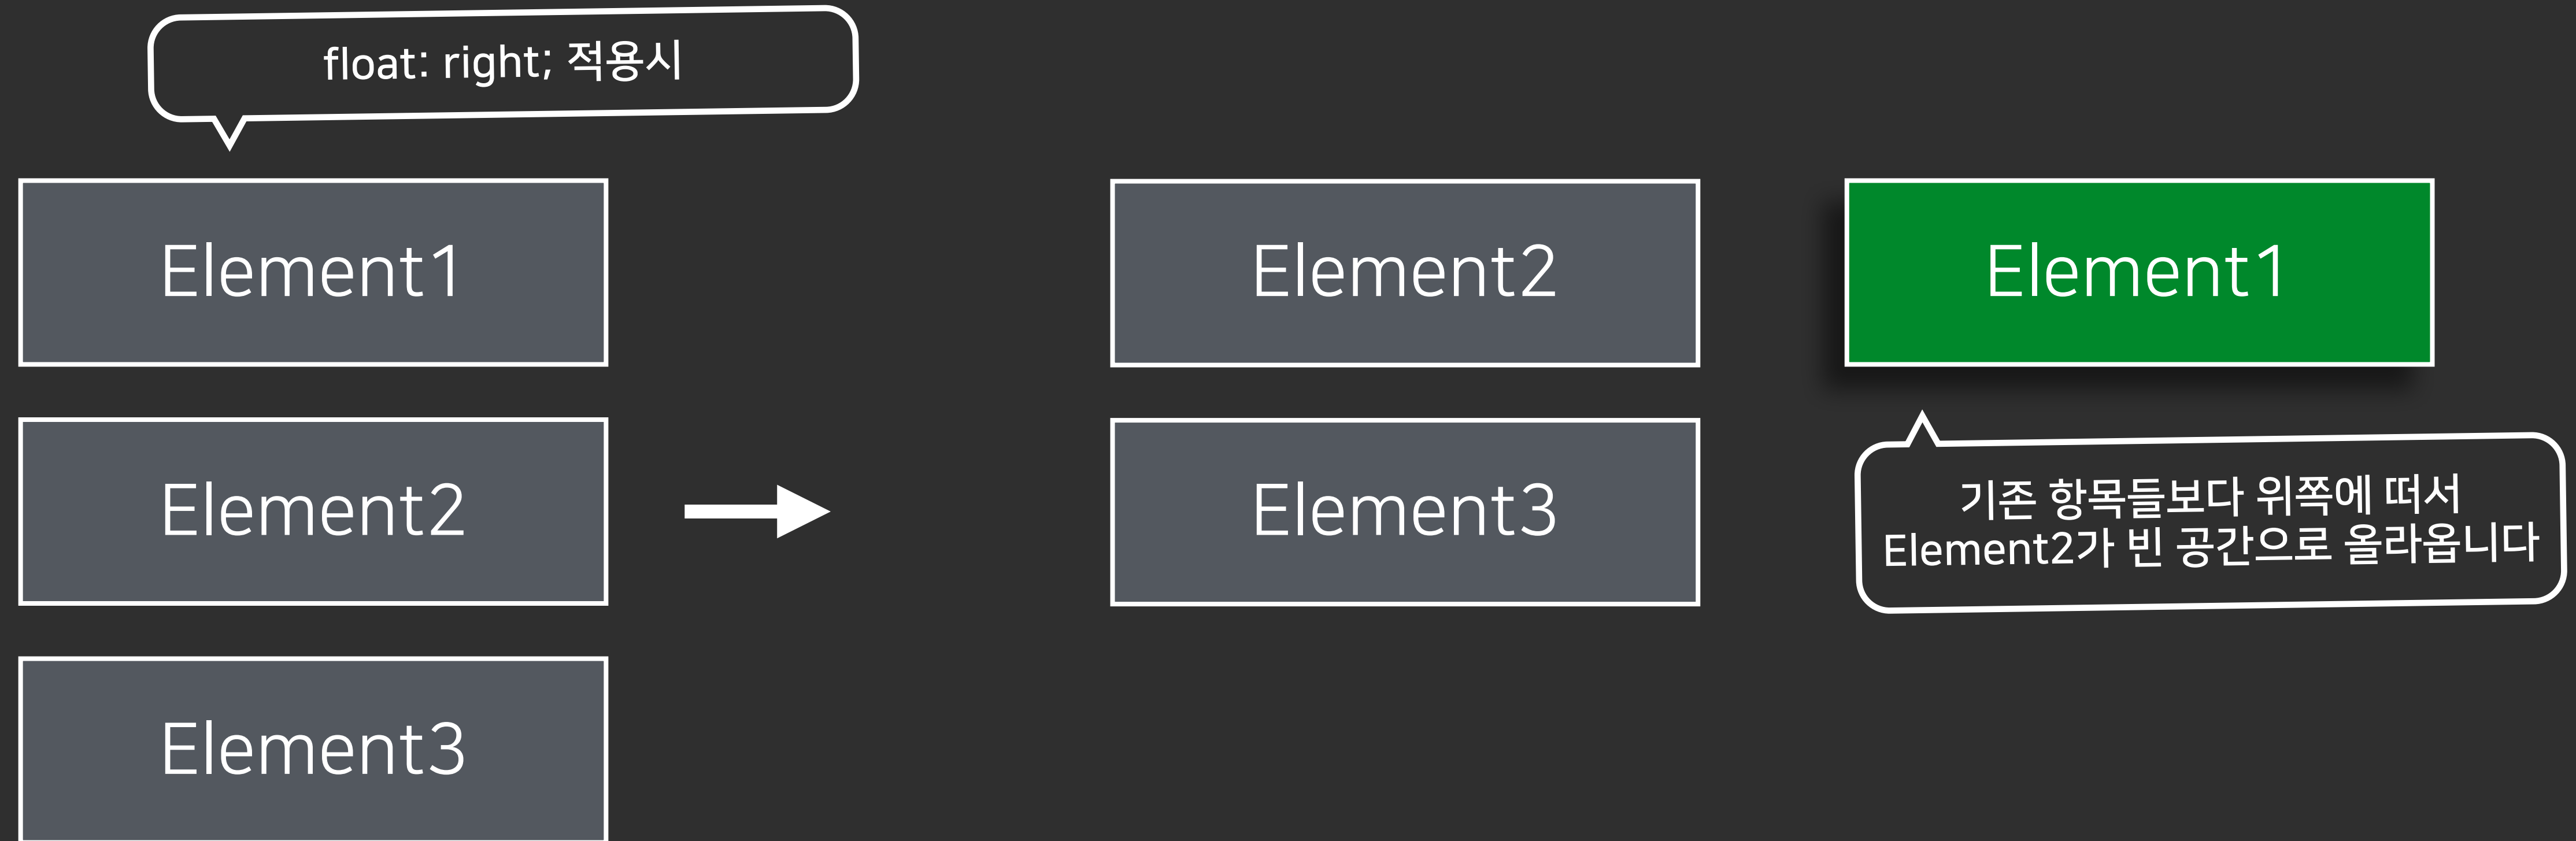 float: right; 적용시
Element1
Element2
Element3
Element2
Element3
Element1
기존 항목들보다 위쪽에 떠서
Element2가 빈 공간으로 올라옵니다